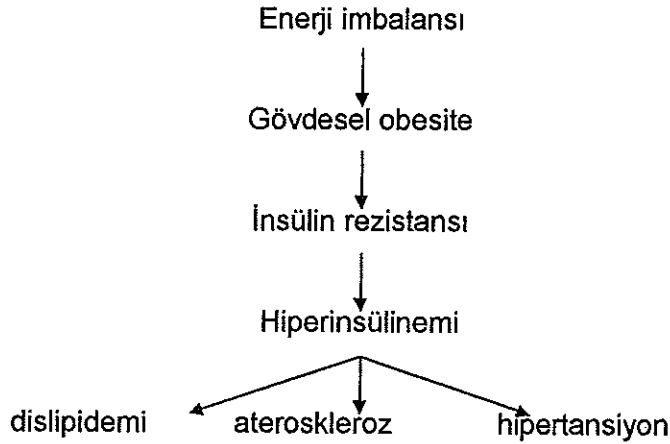 Enerji imbalansı
Gövdesel obesite
İnsülin rezistansı
Hiperinsülinemi
dislipidemi ateroskleroz hipertansiyon